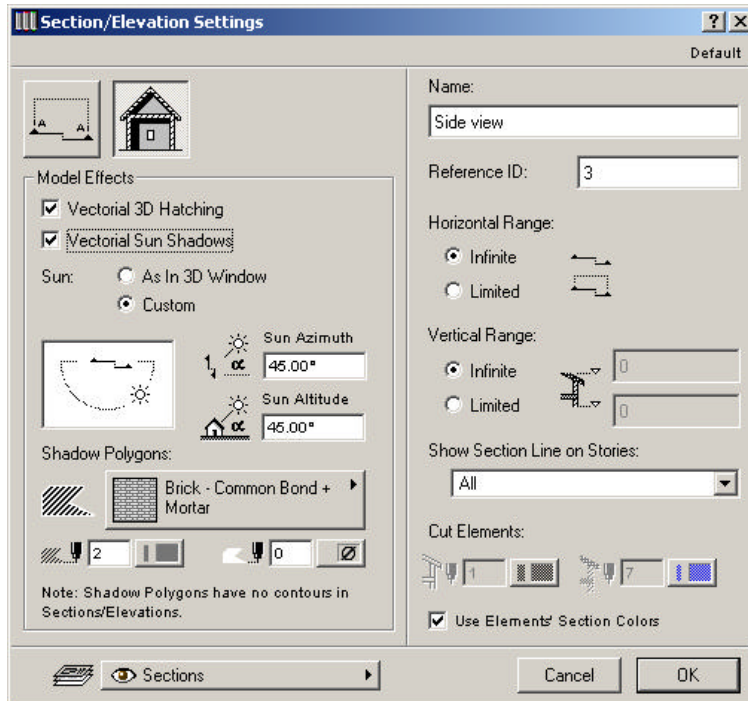 Section/Elevation Settings
Default
A A
Model Effects
Vectorial 3D Hatching
Vectorial Sun Shadows
Sun:
As In 3D Window
Custom
Sun Azimuth
1 α 45.00°
Sun Altitude
α 45.00°
Shadow Polygons:
Brick - Common Bond +
Mortar
2
0
Note: Shadow Polygons have no contours in
Sections/Elevations.
Name:
Side view
Reference ID: 3
Horizontal Range:
Infinite
Limited
Vertical Range:
Infinite
0
Limited
0
Show Section Line on Stories:
All
Cut Elements:
1
7
Use Elements' Section Colors
Sections
Cancel
OK